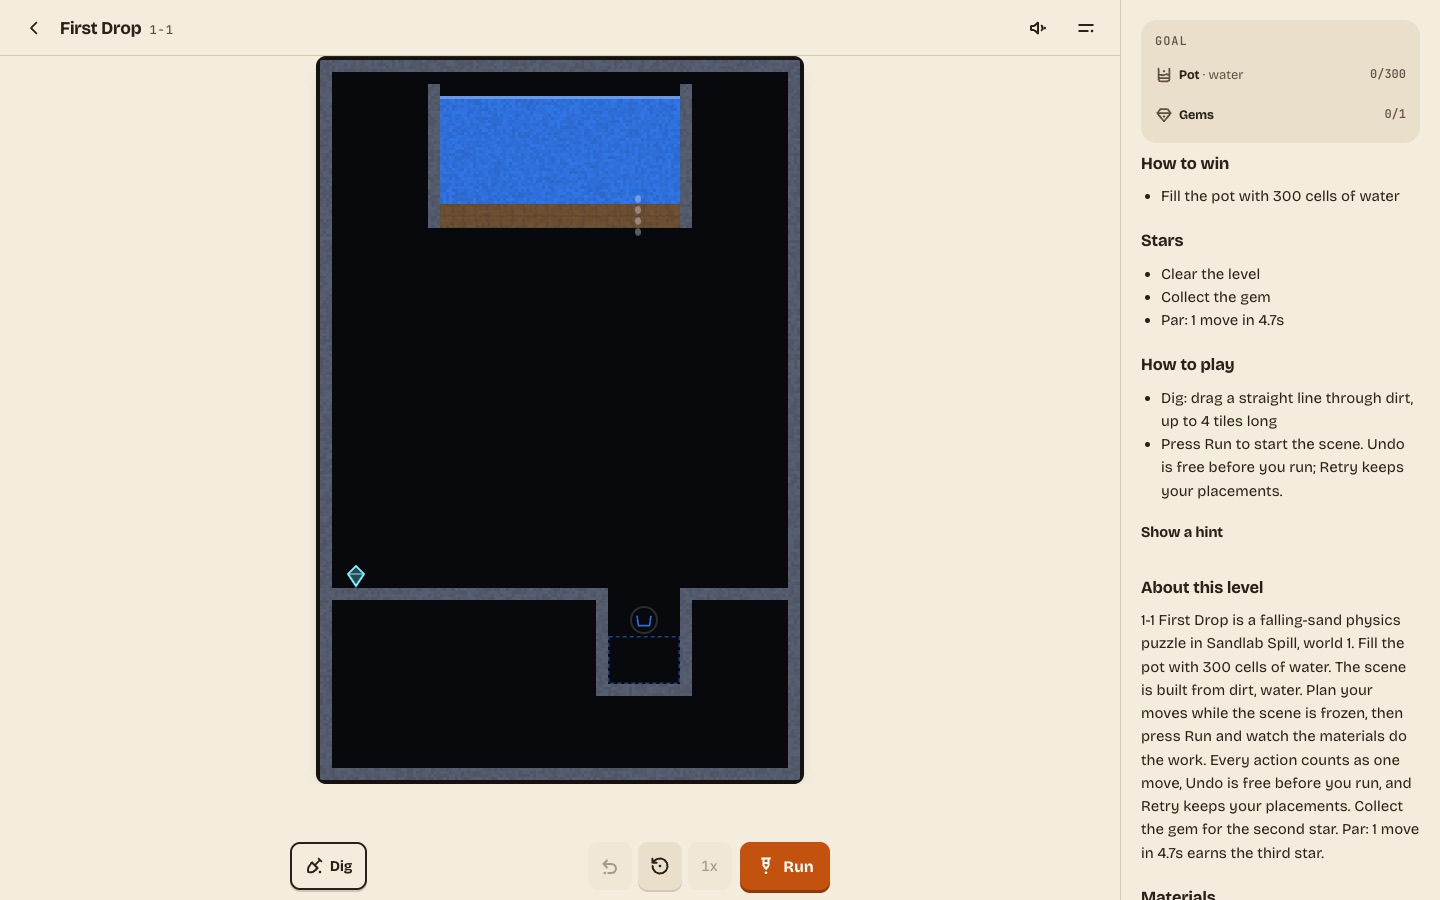 First Drop 1-1
GOAL
Pot · water 0/300
Gems 0/1
How to win
Fill the pot with 300 cells of water
Stars
Clear the level
Collect the gem
Par: 1 move in 4.7s
How to play
Dig: drag a straight line through dirt,
up to 4 tiles long
Press Run to start the scene. Undo
is free before you run; Retry keeps
your placements.
Show a hint
About this level
1-1 First Drop is a falling-sand physics
puzzle in Sandlab Spill, world 1. Fill the
pot with 300 cells of water. The scene
is built from dirt, water. Plan your
moves while the scene is frozen, then
press Run and watch the materials do
the work. Every action counts as one
move, Undo is free before you run, and
Retry keeps your placements. Collect
the gem for the second star. Par: 1 move
in 4.7s earns the third star.
Materials
Dig
1x
Run